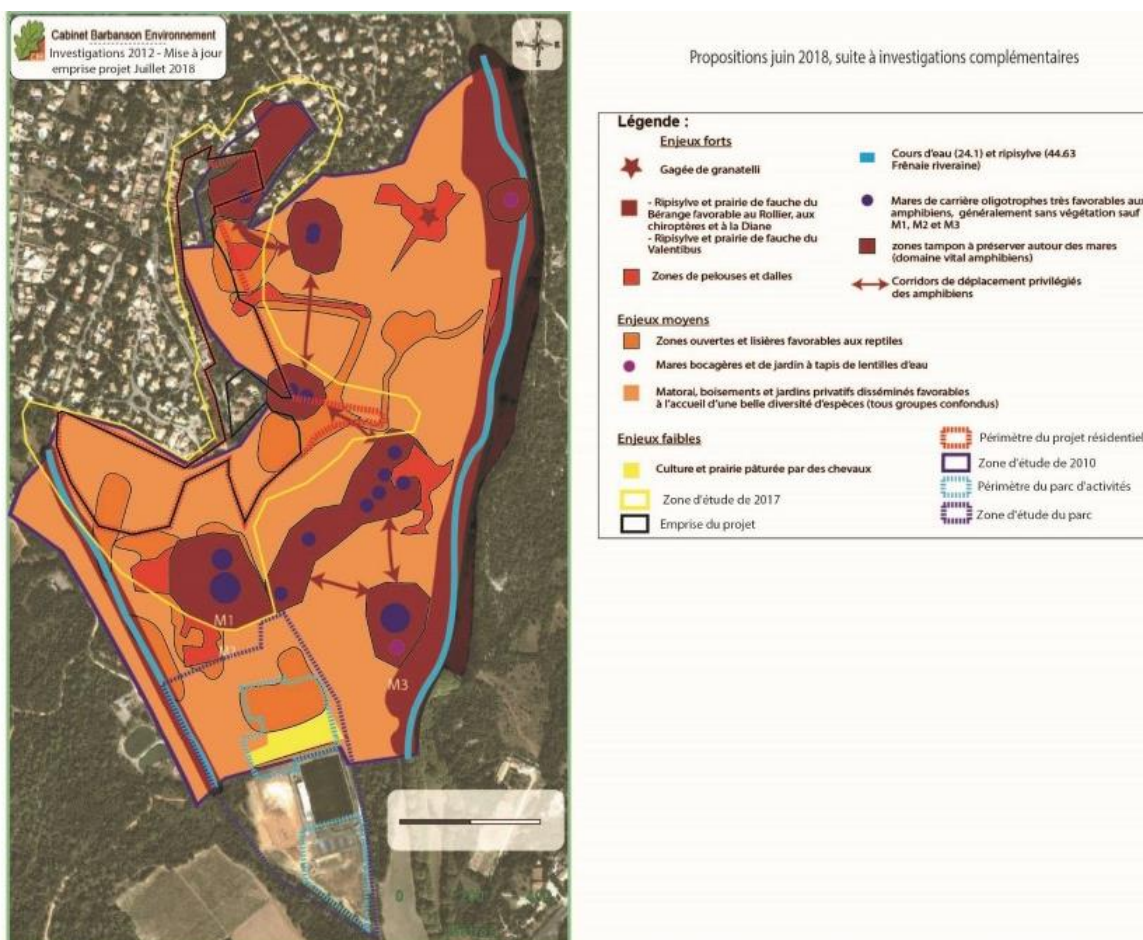 Cabinet Barbanson Environnement
Investigations 2012 - Mise à jour
emprise projet Juillet 2018
N
W E
S
M1
M3
0
Propositions juin 2018, suite à investigations complémentaires
Légende :
Enjeux forts
Gagée de granatelli
- Ripisylve et prairie de fauche du
Bérange favorable au Rollier, aux
chiroptères et à la Diane
- Ripisylve et prairie de fauche du
Valentibus
Zones de pelouses et dalles
Cours d'eau (24.1) et ripisylve (44.63
Frênaie riveraine)
Mares de carrière oligotrophes très favorables aux
amphibiens, généralement sans végétation sauf
M1, M2 et M3
zones tampon à préserver autour des mares
(domaine vital amphibiens)
Corridors de déplacement privilégiés
des amphibiens
Enjeux moyens
Zones ouvertes et lisières favorables aux reptiles
Mares bocagères et de jardin à tapis de lentilles d'eau
Matoral, boisements et jardins privatifs disséminés favorables
à l'accueil d'une belle diversité d'espèces (tous groupes confondus)
Enjeux faibles
Culture et prairie pâturée par des chevaux
Zone d'étude de 2017
Emprise du projet
Périmètre du projet résidentiel
Zone d'étude de 2010
Périmètre du parc d'activités
Zone d'étude du parc